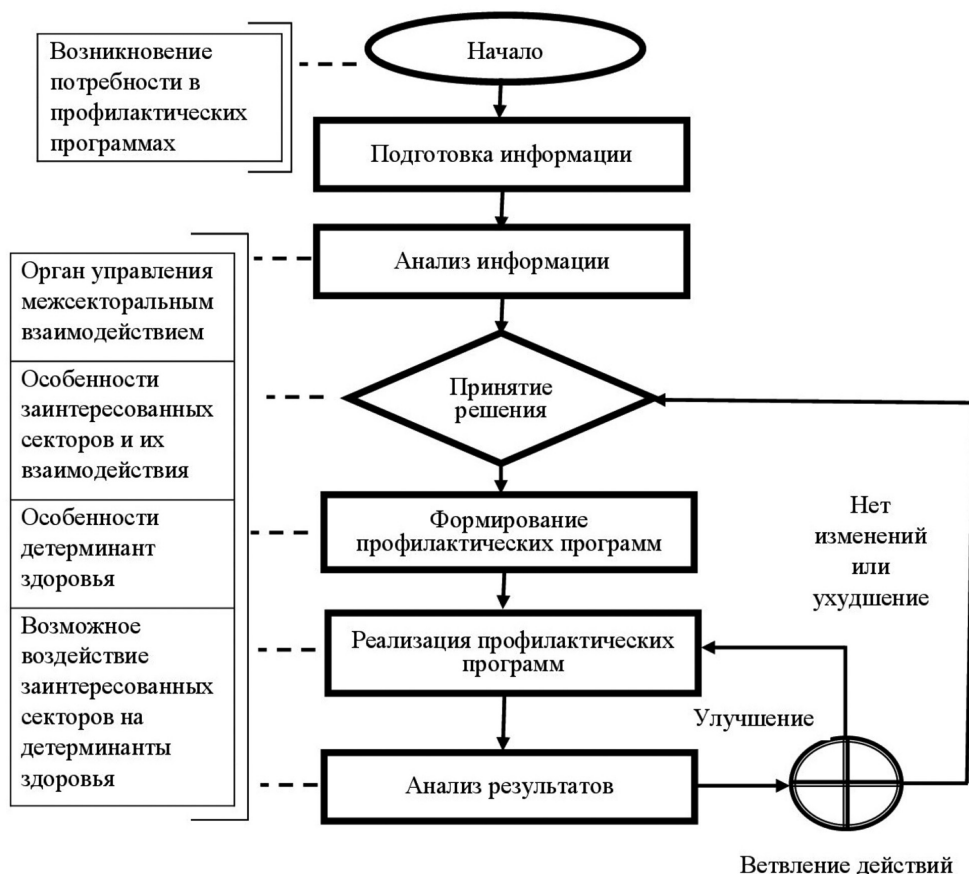 Начало
Возникновение
потребности в
профилактических
программах
Подготовка информации
Анализ информации
Орган управления
межсекторальным
взаимодействием
Особенности
заинтересованных
секторов и их
взаимодействия
Особенности
детерминант
здоровья
Возможное
воздействие
заинтересованных
секторов на
детерминанты
здоровья
Принятие
решения
Формирование
профилактических программ
Реализация профилактических
программ
Анализ результатов
Нет
изменений
или
ухудшение
Улучшение
Ветвление действий